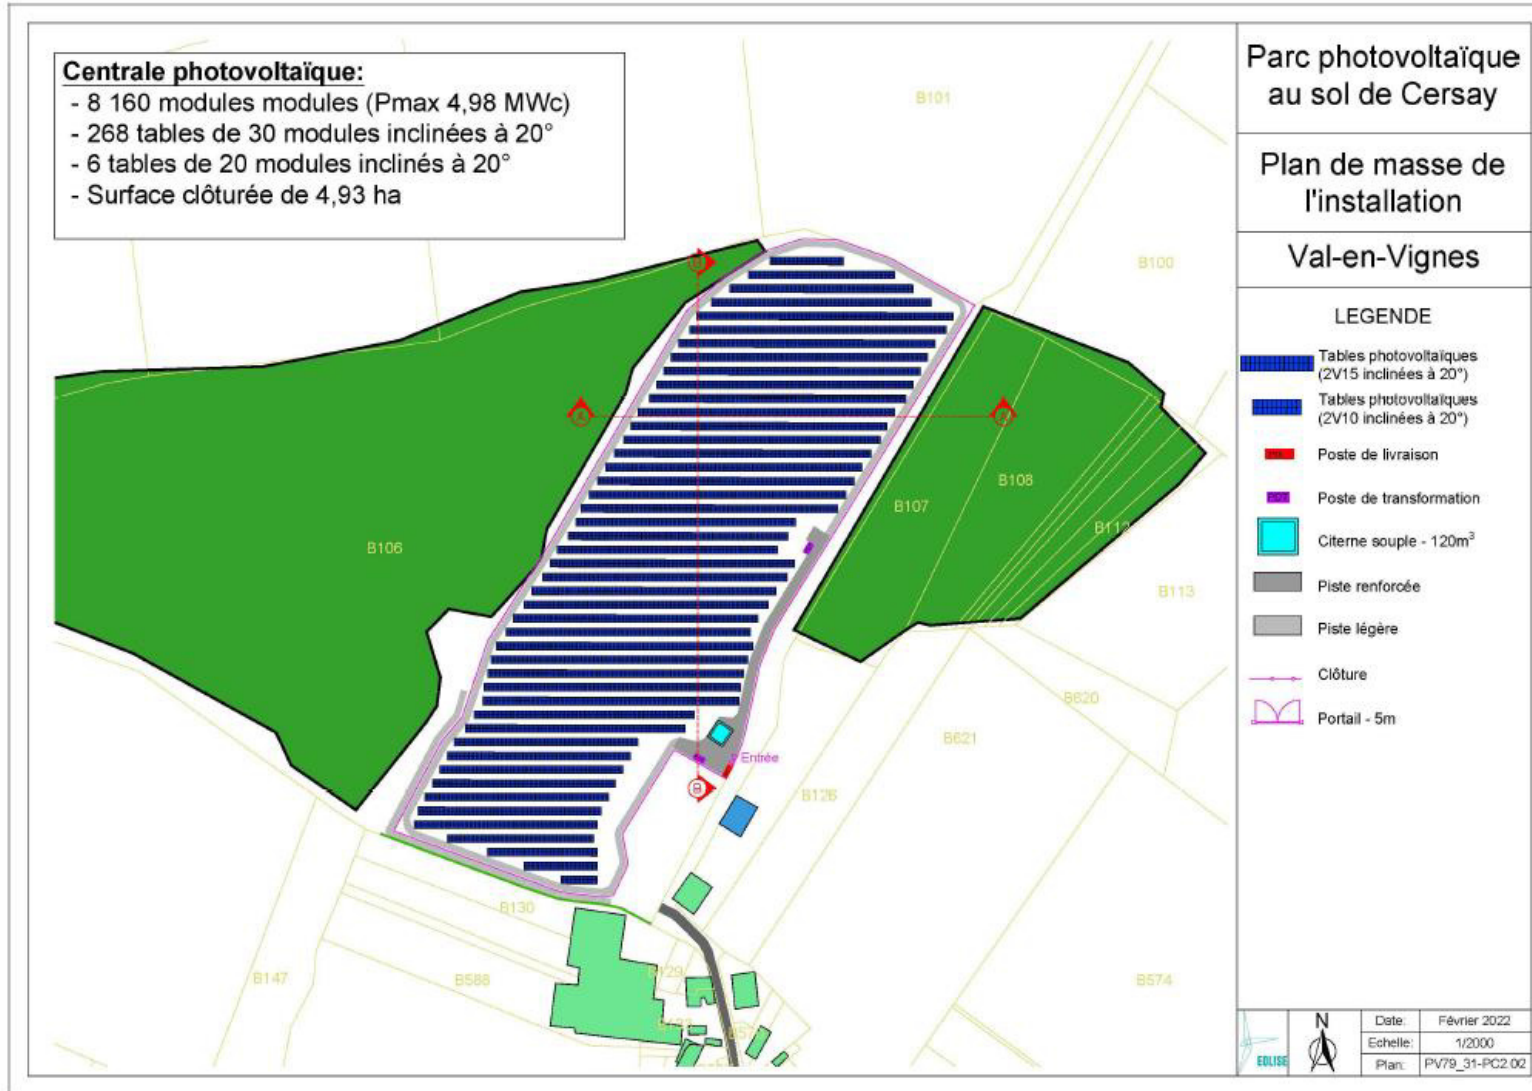 Centrale photovoltaïque:
- 8 160 modules modules (Pmax 4,98 MWc)
- 268 tables de 30 modules inclinées à 20°
- 6 tables de 20 modules inclinés à 20°
- Surface clôturée de 4,93 ha
Parc photovoltaïque
au sol de Cersay
Plan de masse de
l'installation
Val-en-Vignes
LEGENDE
Tables photovoltaïques
(2V15 inclinées à 20°)
Tables photovoltaïques
(2V10 inclinées à 20°)
Poste de livraison
PDT
Poste de transformation
Citerne souple - 120m³
Piste renforcée
Piste légère
Clôture
Portail - 5m
B101
B100
B
A
B107
B108
B112
B106
B113
B620
B621
Entrée
B
B126
B130
B147
B588
B129
B574
N
EOLISE
Date: Février 2022
Echelle: 1/2000
Plan: PV79_31-PC2.02